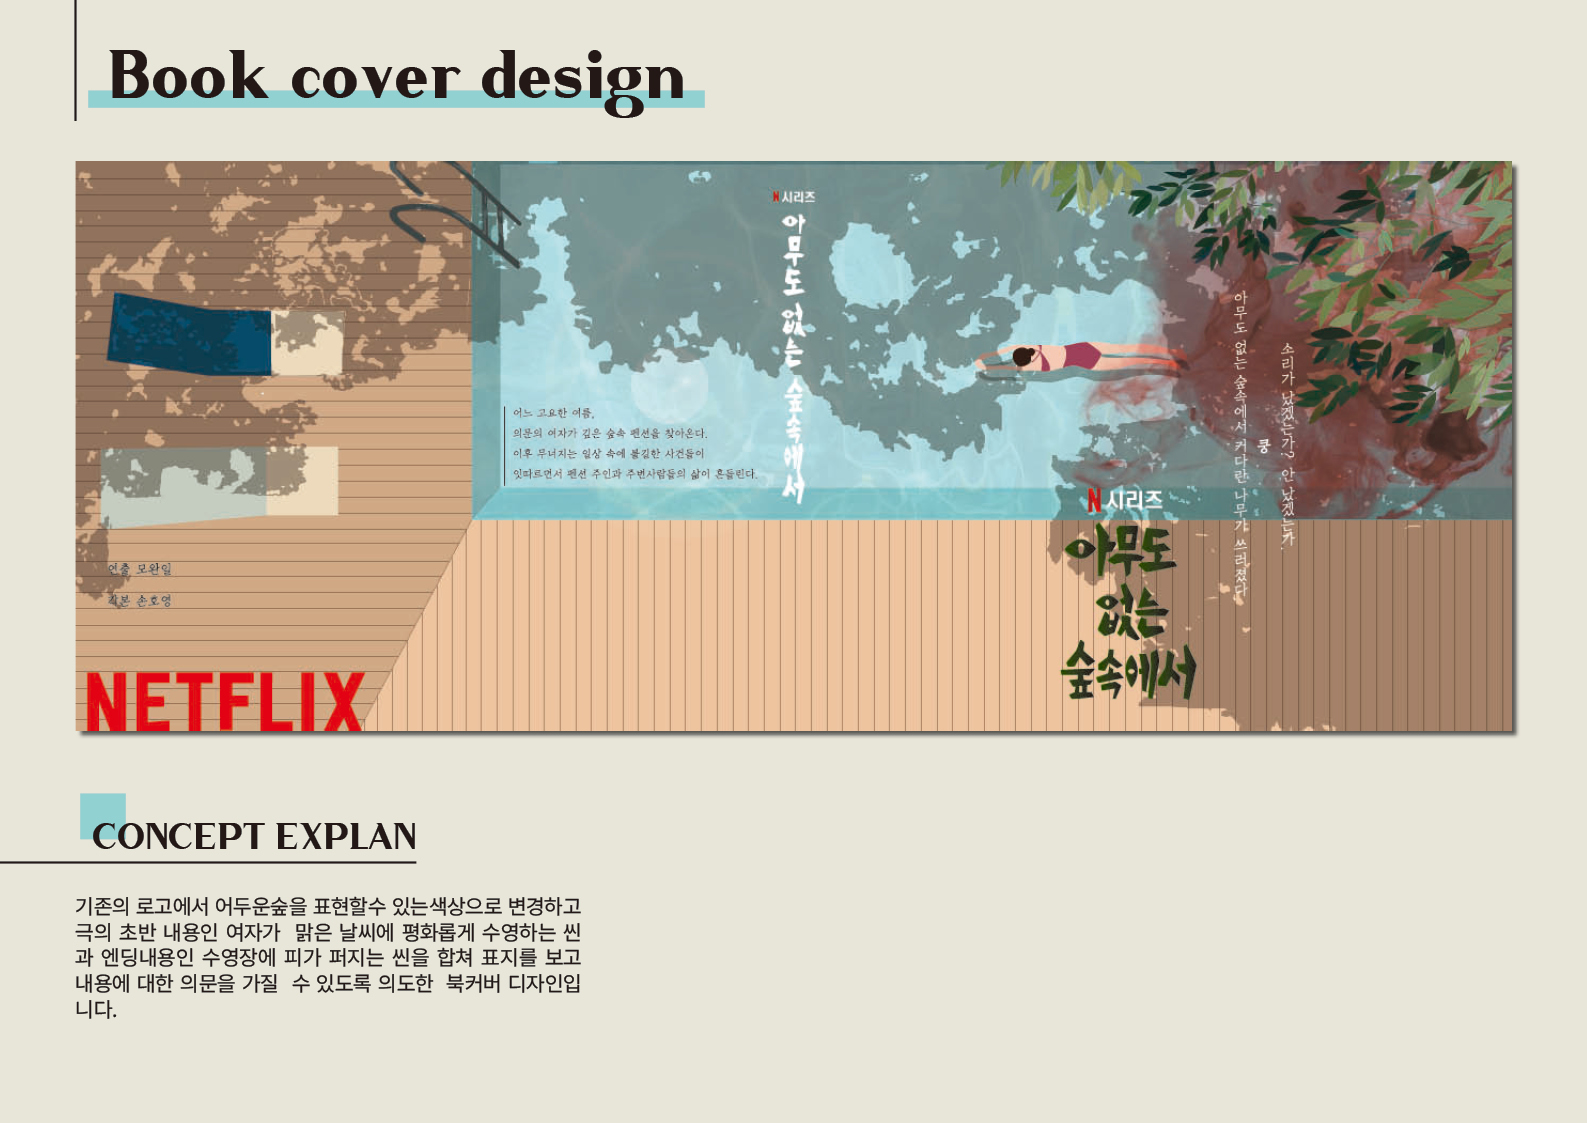 Book cover design
N시리즈
아무도 없는 숲속에서
어느 고요한 여름,
의문의 여자가 깊은 숲속 펜션을 찾아온다.
이후 무너지는 일상 속에 불길한 사건들이
잇따르면서 펜션 주인과 주변사람들의 삶이 흔들린다.
아무도 없는 숲속에서 커다란 나무가 쓰러졌다
쿵
소리가 났겠는가? 안 났겠는가
N시리즈
아무도
없는
숲속에서
연출 모완일
각본 손호영
NETFLIX
CONCEPT EXPLAN
기존의 로고에서 어두운숲을 표현할수 있는색상으로 변경하고
극의 초반 내용인 여자가 맑은 날씨에 평화롭게 수영하는 씬
과 엔딩내용인 수영장에 피가 퍼지는 씬을 합쳐 표지를 보고
내용에 대한 의문을 가질 수 있도록 의도한 북커버 디자인입
니다.